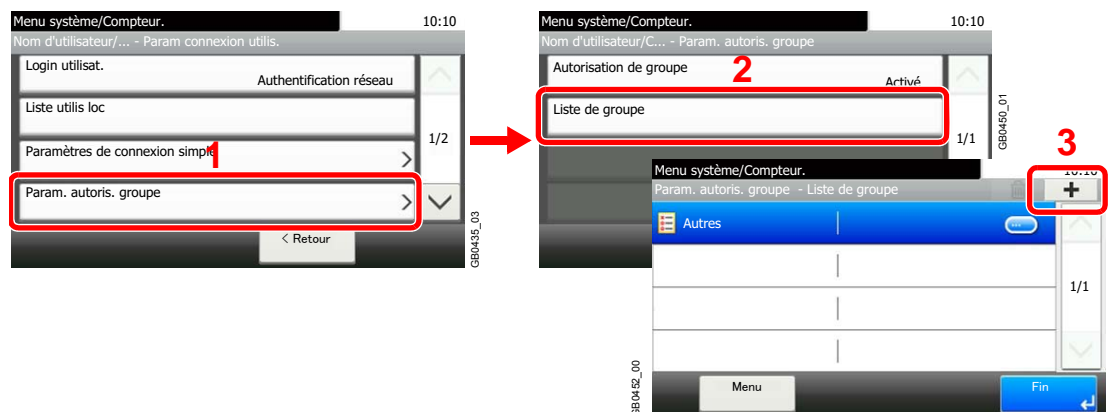 Menu système/Compteur.
10:10
Nom d'utilisateur/... - Param connexion utilis.
Login utilisat.
Authentification réseau
Liste utilis loc
1/2
Paramètres de connexion simple
1
Param. autoris. groupe
< Retour
GB0435_03
Menu système/Compteur.
10:10
Nom d'utilisateur/C... - Param. autoris. groupe
Autorisation de groupe
2
Activé
Liste de groupe
1/1
GB0450_01
3
Menu système/Compteur.
10:10
Param. autoris. groupe - Liste de groupe
+
Autres
1/1
Menu
Fin
GB0452_00